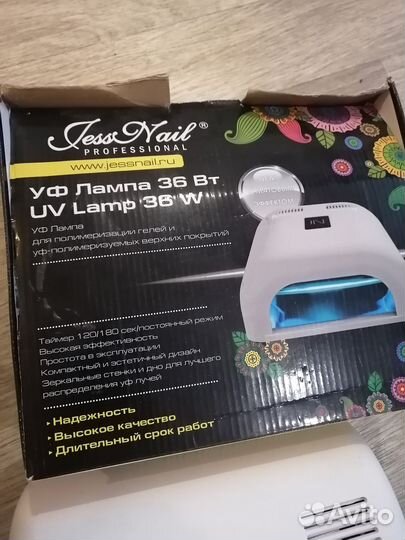 JessNail®
PROFESSIONAL
www.jessnail.ru
УФ Лампа 36 Вт
UV Lamp 36 W
УФ Лампа
для полимеризации гелей и
уф-полимеризуемых верхних покрытий
ЭФФЕКТОМ
Таймер 120/180 сек/постоянный режим
Высокая эффективность
Простота в эксплуатации
Компактный и эстетичный дизайн
Зеркальные стенки и дно для лучшего
распределения уф лучей
• Надежность
• Высокое качество
• Длительный срок работ
Avito